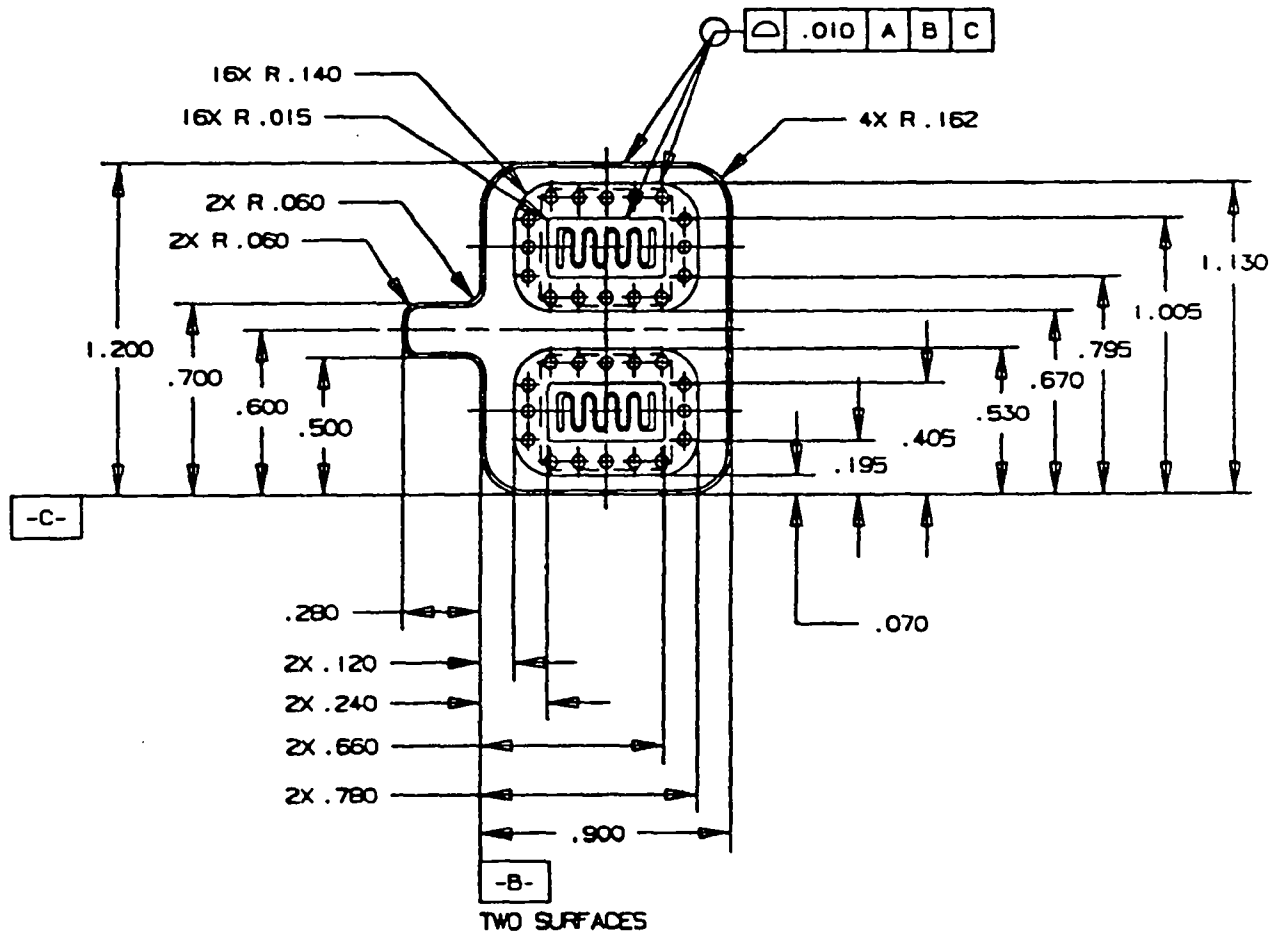 .010 A B C
16X R.140
16X R.015
4X R.162
2X R.060
2X R.060
1.130
1.005
1.200
.700
.795
.670
.600
.530
.500
.405
.195
-C-
.280
.070
2X .120
2X .240
2X .660
2X .780
.900
-B-
TWO SURFACES